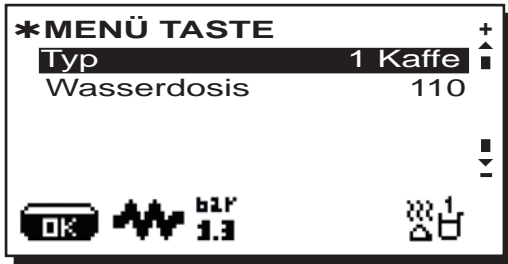 *MENÜ TASTE +
Typ 1 Kaffe
Wasserdosis 110
-
OK bar 1.3 1